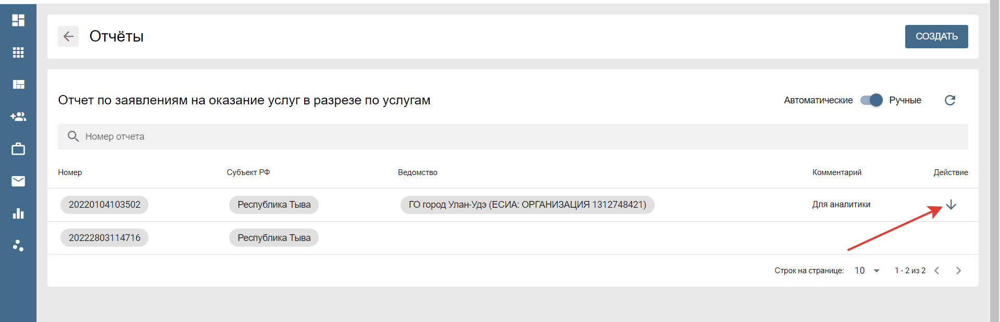 Отчёты
СОЗДАТЬ
Отчет по заявлениям на оказание услуг в разрезе по услугам
Автоматические Ручные
Номер отчета
Номер Субъект РФ Ведомство Комментарий Действие
20220104103502 Республика Тыва ГО город Улан-Удэ (ЕСИА: ОРГАНИЗАЦИЯ 1312748421) Для аналитики
20222803114716 Республика Тыва
Строк на странице: 10 1 - 2 из 2